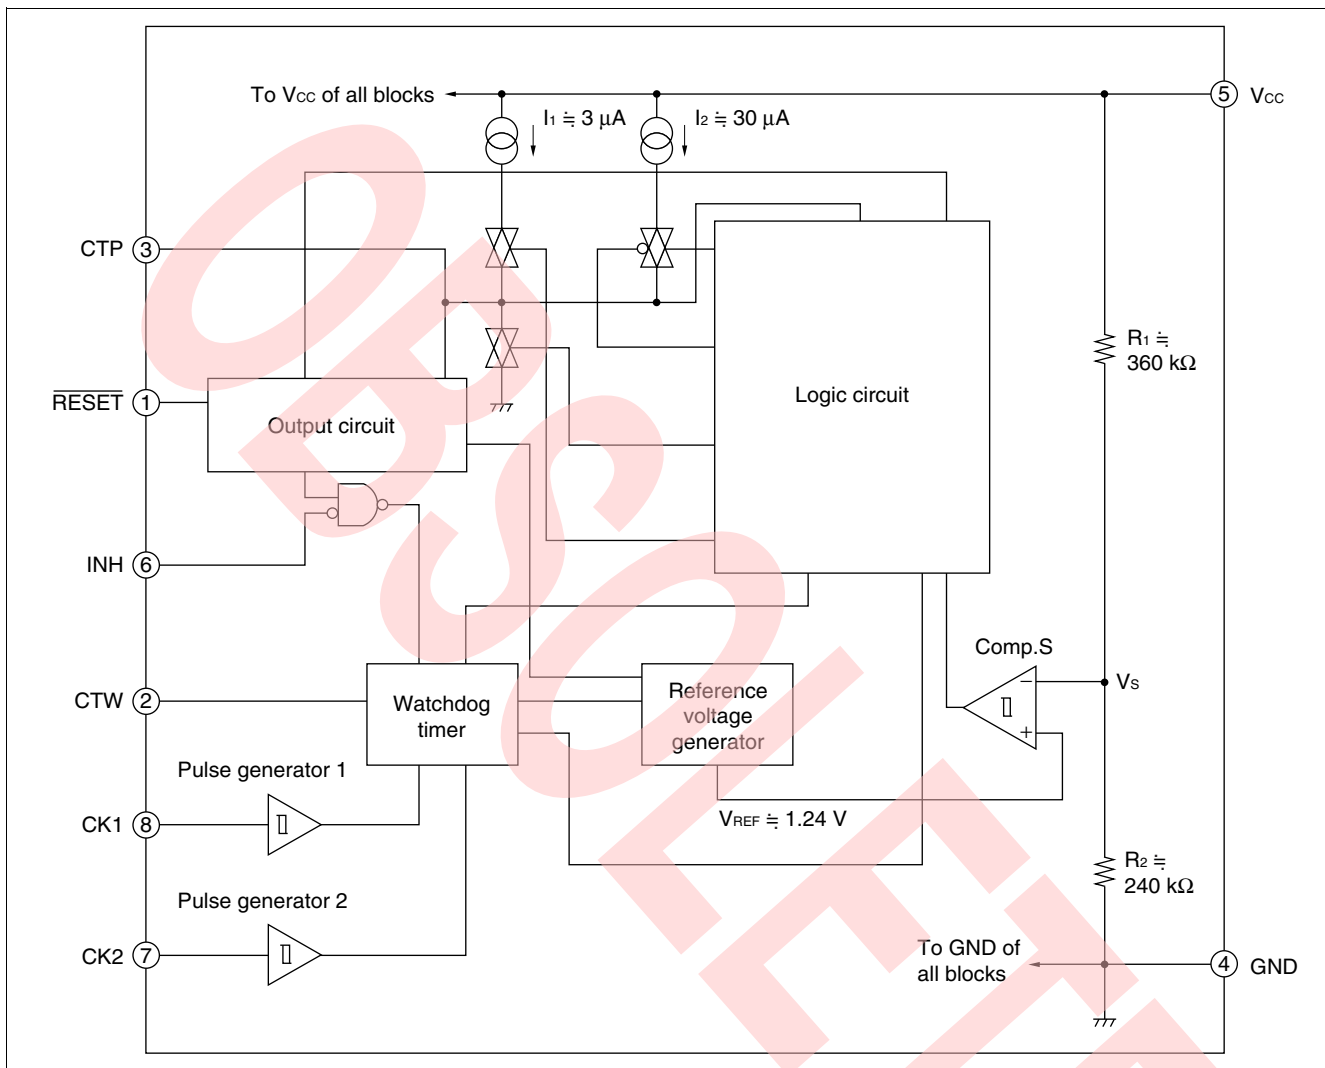 To VCC of all blocks
I1 ≒ 3 μA
I2 ≒ 30 μA
5
VCC
CTP
3
R1 ≒
360 kΩ
Logic circuit
RESET
1
Output circuit
INH
6
Comp.S
−
VS
CTW
2
Watchdog
timer
Reference
voltage
generator
+
Pulse generator 1
CK1
8
VREF ≒ 1.24 V
R2 ≒
240 kΩ
Pulse generator 2
CK2
7
To GND of
all blocks
4
GND
OBSOLETE